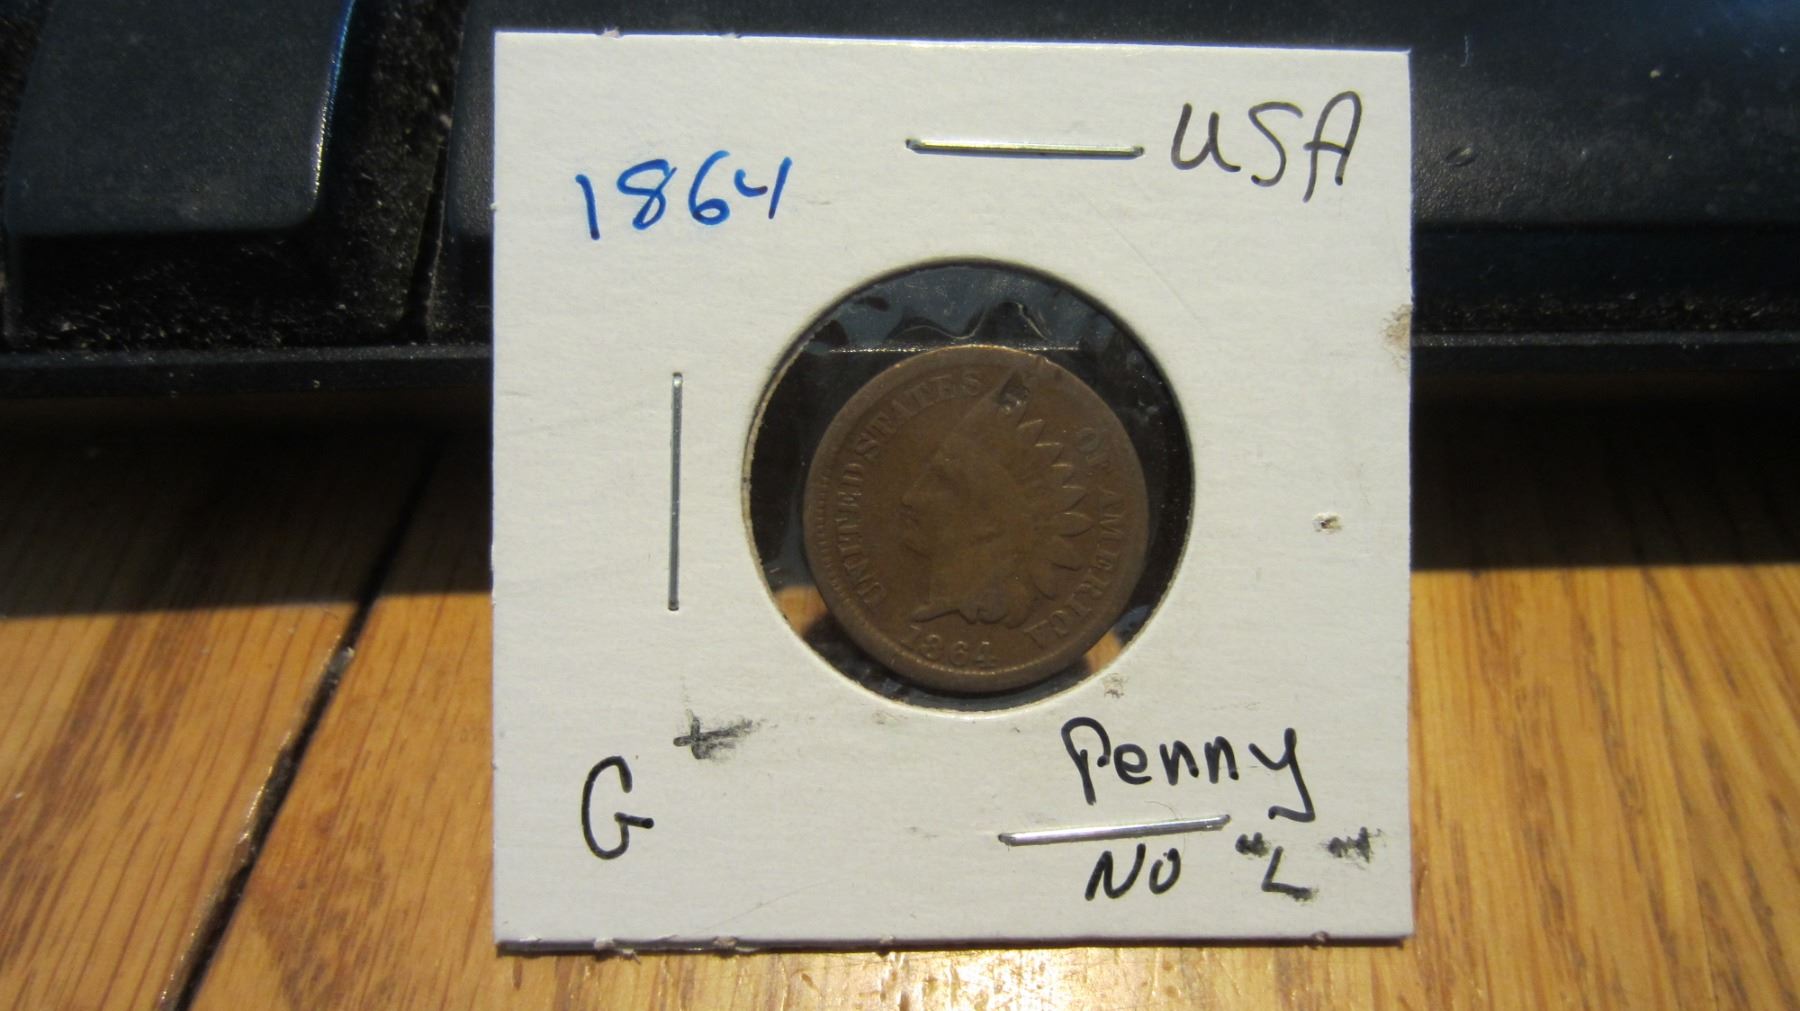 USA
1864
UNITED STATES OF AMERICA
1864
G+
Penny
NO "L"